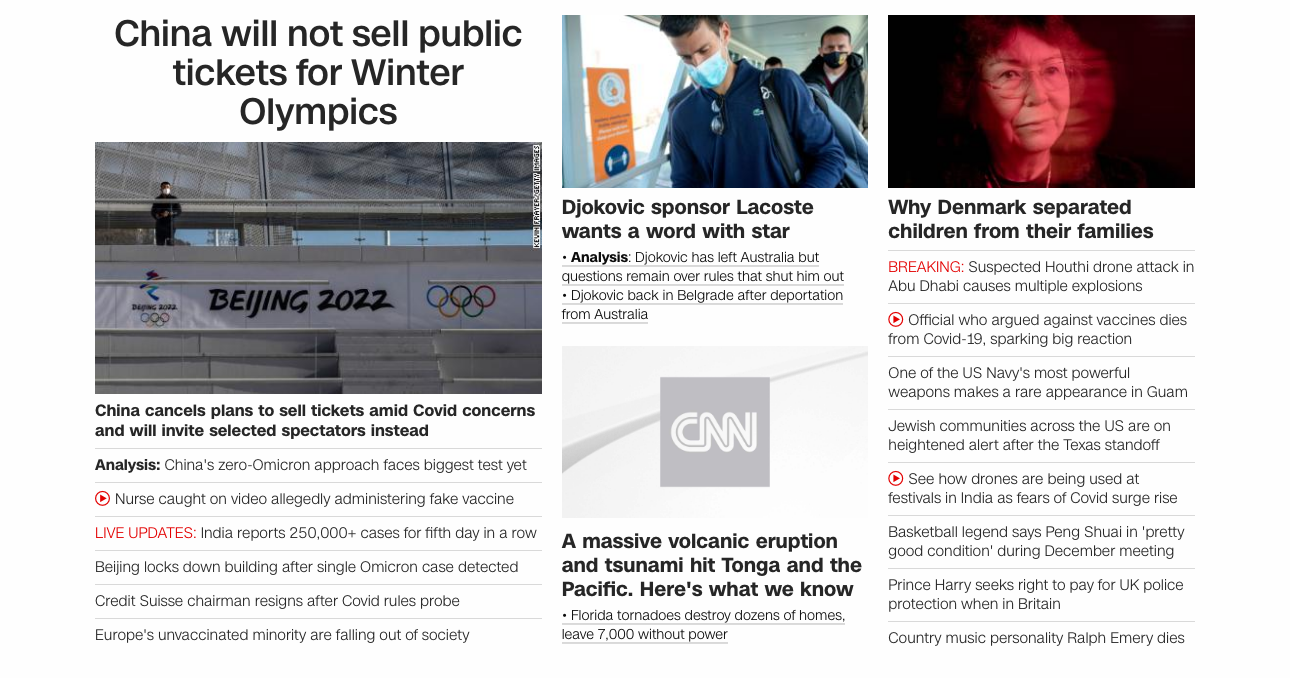 China will not sell public
tickets for Winter
Olympics
KEVIN FRAYER/GETTY IMAGES
BEIJING 2022
BEIJING 2022
China cancels plans to sell tickets amid Covid concerns
and will invite selected spectators instead
Analysis: China's zero-Omicron approach faces biggest test yet
Nurse caught on video allegedly administering fake vaccine
LIVE UPDATES: India reports 250,000+ cases for fifth day in a row
Beijing locks down building after single Omicron case detected
Credit Suisse chairman resigns after Covid rules probe
Europe's unvaccinated minority are falling out of society
Djokovic sponsor Lacoste
wants a word with star
• Analysis: Djokovic has left Australia but
questions remain over rules that shut him out
• Djokovic back in Belgrade after deportation
from Australia
CNN
A massive volcanic eruption
and tsunami hit Tonga and the
Pacific. Here's what we know
• Florida tornadoes destroy dozens of homes,
leave 7,000 without power
Why Denmark separated
children from their families
BREAKING: Suspected Houthi drone attack in
Abu Dhabi causes multiple explosions
Official who argued against vaccines dies
from Covid-19, sparking big reaction
One of the US Navy's most powerful
weapons makes a rare appearance in Guam
Jewish communities across the US are on
heightened alert after the Texas standoff
See how drones are being used at
festivals in India as fears of Covid surge rise
Basketball legend says Peng Shuai in 'pretty
good condition' during December meeting
Prince Harry seeks right to pay for UK police
protection when in Britain
Country music personality Ralph Emery dies